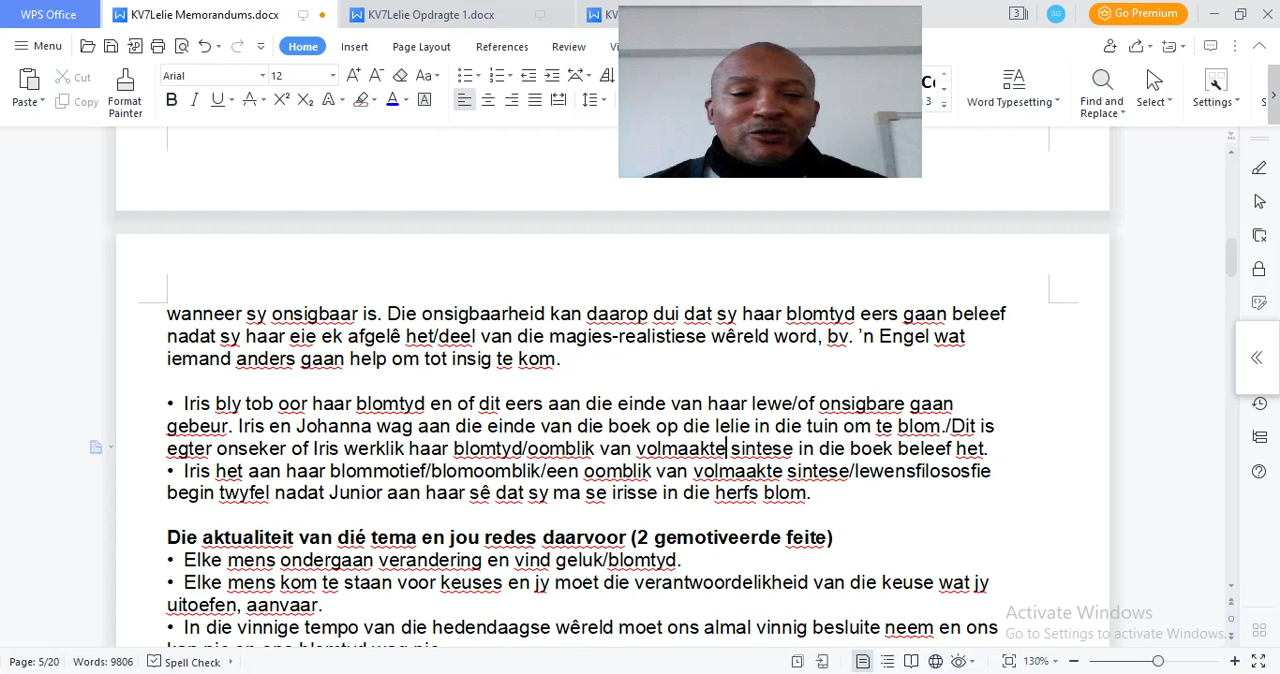 WPS Office
KV7Lelie Memorandums.docx
KV7Lelie Opdragte 1.docx
KV
3
SG
Go Premium
Menu
Home
Insert
Page Layout
References
Review
Paste
Cut
Copy
Format Painter
Arial
12
Word Typesetting
Find and Replace
Select
Settings
wanneer sy onsigbaar is. Die onsigbaarheid kan daarop dui dat sy haar blomtyd eers gaan beleef
nadat sy haar eie ek afgelê het/deel van die magies-realistiese wêreld word, bv. ’n Engel wat
iemand anders gaan help om tot insig te kom.
• Iris bly tob oor haar blomtyd en of dit eers aan die einde van haar lewe/of onsigbare gaan
gebeur. Iris en Johanna wag aan die einde van die boek op die lelie in die tuin om te blom./Dit is
egter onseker of Iris werklik haar blomtyd/oomblik van volmaakte sintese in die boek beleef het.
• Iris het aan haar blommotief/blomoomblik/een oomblik van volmaakte sintese/lewensfilososfie
begin twyfel nadat Junior aan haar sê dat sy ma se irisse in die herfs blom.
Die aktualiteit van dié tema en jou redes daarvoor (2 gemotiveerde feite)
• Elke mens ondergaan verandering en vind geluk/blomtyd.
• Elke mens kom te staan voor keuses en jy moet die verantwoordelikheid van die keuse wat jy
uitoefen, aanvaar.
• In die vinnige tempo van die hedendaagse wêreld moet ons almal vinnig besluite neem en ons
Activate Windows
Go to Settings to activate Windows.
Page: 5/20
Words: 9806
Spell Check
130%